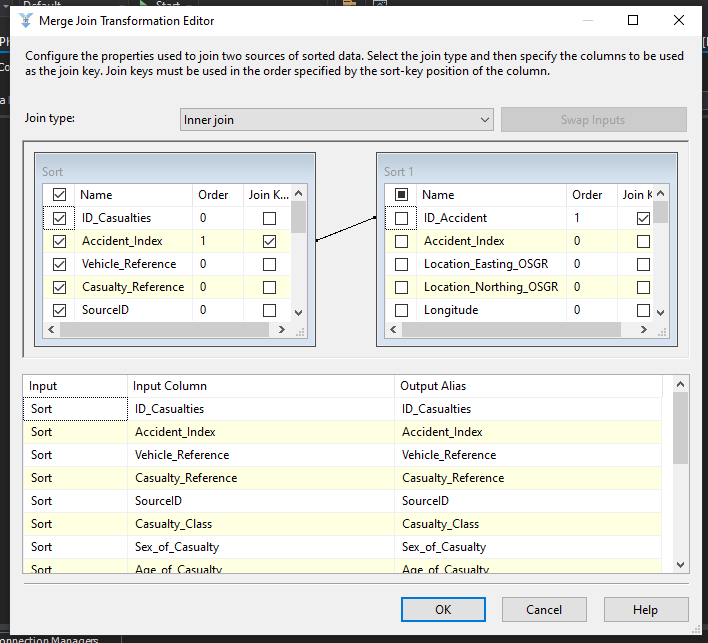 Default
Start
Merge Join Transformation Editor
Configure the properties used to join two sources of sorted data. Select the join type and then specify the columns to be used
as the join key. Join keys must be used in the order specified by the sort-key position of the column.
Join type:
Inner join
Swap Inputs
Sort
Name Order Join K...
ID_Casualties 0
Accident_Index 1
Vehicle_Reference 0
Casualty_Reference 0
SourceID 0
Sort 1
Name Order Join K
ID_Accident 1
Accident_Index 0
Location_Easting_OSGR 0
Location_Northing_OSGR 0
Longitude 0
Input Input Column Output Alias
Sort ID_Casualties ID_Casualties
Sort Accident_Index Accident_Index
Sort Vehicle_Reference Vehicle_Reference
Sort Casualty_Reference Casualty_Reference
Sort SourceID SourceID
Sort Casualty_Class Casualty_Class
Sort Sex_of_Casualty Sex_of_Casualty
Sort Age_of_Casualty Age_of_Casualty
OK Cancel Help
onnection Managers